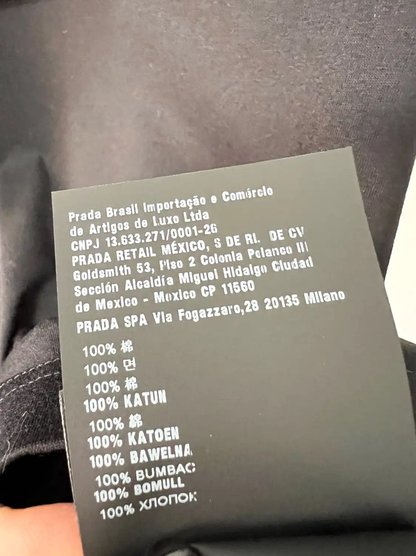 Prada Brasil Importação e Comércio
de Artigos de Luxo Ltda
CNPJ 13.633.271/0001-26
PRADA RETAIL MÉXICO, S DE RL. DE CV
Goldsmith 53, Piso 2 Colonia Polanco III
Sección Alcaldía Miguel Hidalgo Ciudad
de Mexico - Mexico CP 11560
PRADA SPA Via Fogazzaro,28 20135 Milano
100% 棉
100% 면
100% 棉
100% KATUN
100% 綿
100% KATOEN
100% BAWEŁNA
100% BUMBAC
100% BOMULL
100% ХЛОПОК